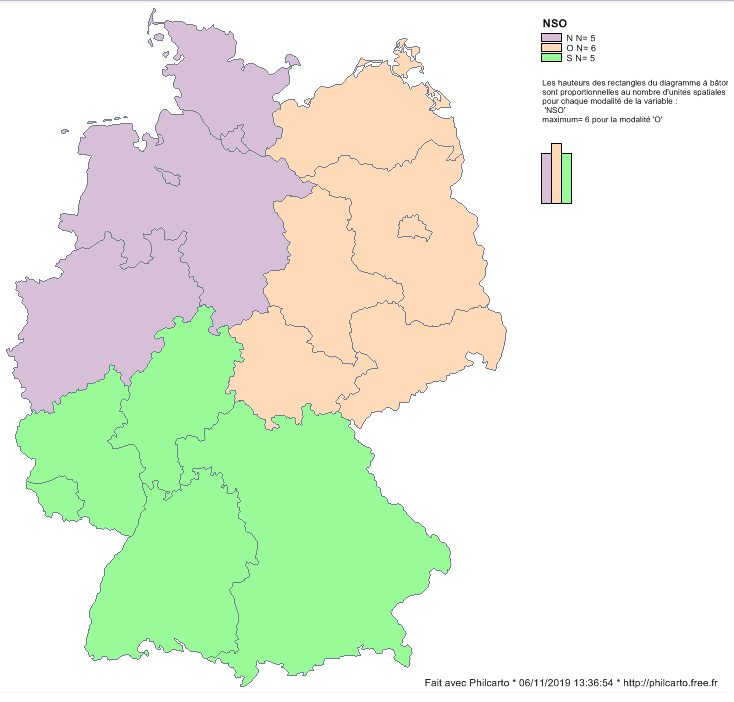 NSO
N N= 5
O N= 6
S N= 5
Les hauteurs des rectangles du diagramme à bâtor
sont proportionnelles au nombre d'unites spatiales
pour chaque modalité de la variable :
'NSO'
maximum= 6 pour la modalité 'O'
Fait avec Philcarto * 06/11/2019 13:36:54 * http://philcarto.free.fr